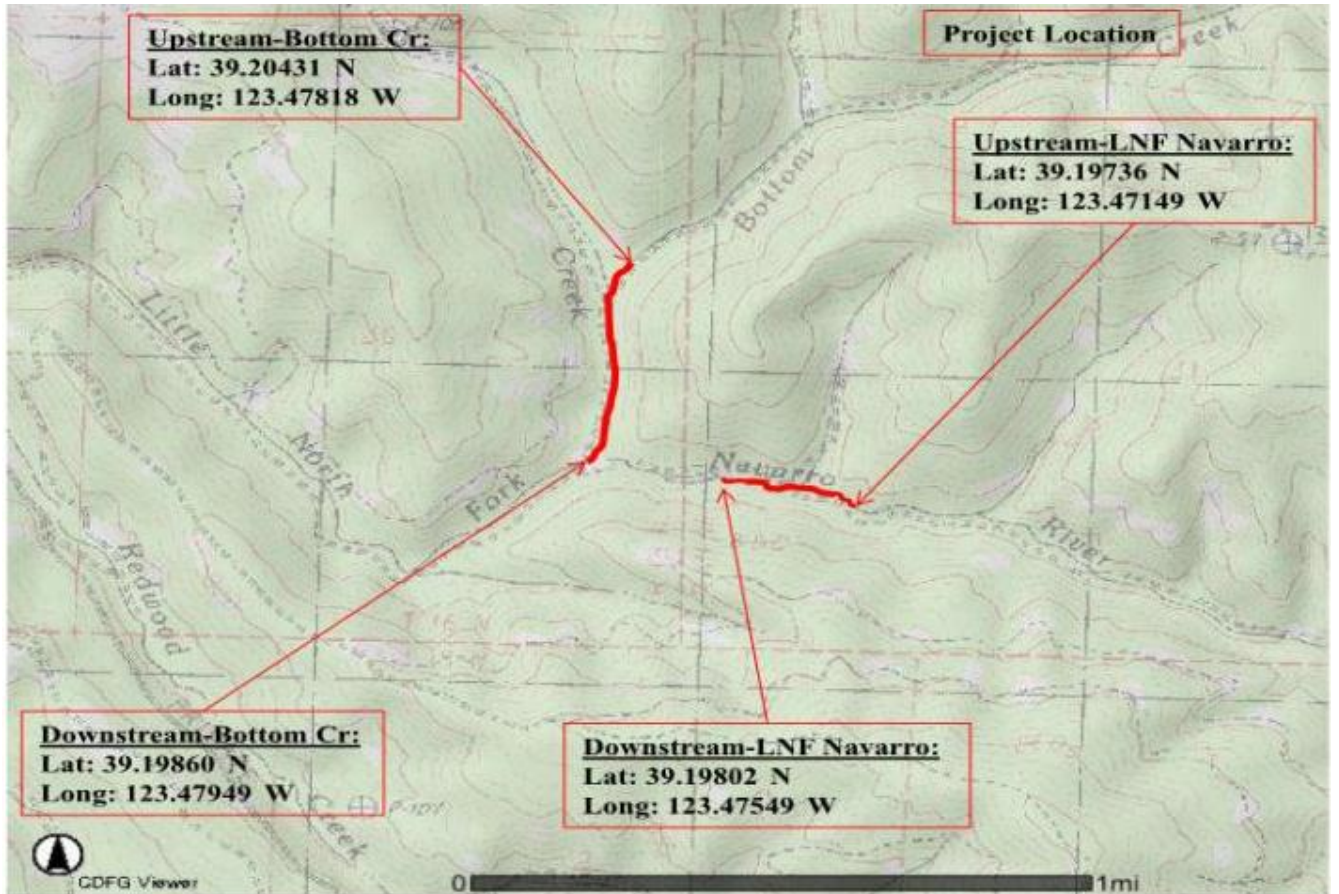 Upstream-Bottom Cr:
Lat: 39.20431 N
Long: 123.47818 W
Project Location
Creek
Upstream-LNF Navarro:
Lat: 39.19736 N
Long: 123.47149 W
Bottom
Creek
Little
North
Fork
Navarro
River
Redwood
Creek
Downstream-Bottom Cr:
Lat: 39.19860 N
Long: 123.47949 W
Downstream-LNF Navarro:
Lat: 39.19802 N
Long: 123.47549 W
CDFG Viewer
0 1mi